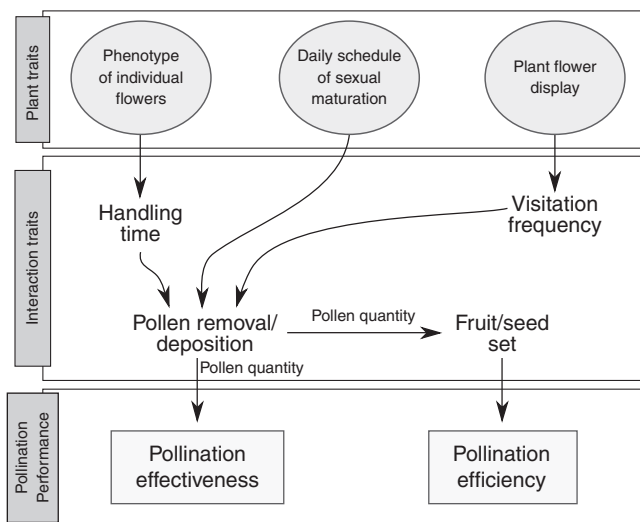 Plant traits
Phenotype
of individual
flowers
Daily schedule
of sexual
maturation
Plant flower
display
Interaction traits
Handling
time
Visitation
frequency
Pollen removal/
deposition
Pollen quantity
Fruit/seed
set
Pollen quantity
Pollination
Performance
Pollination
effectiveness
Pollination
efficiency